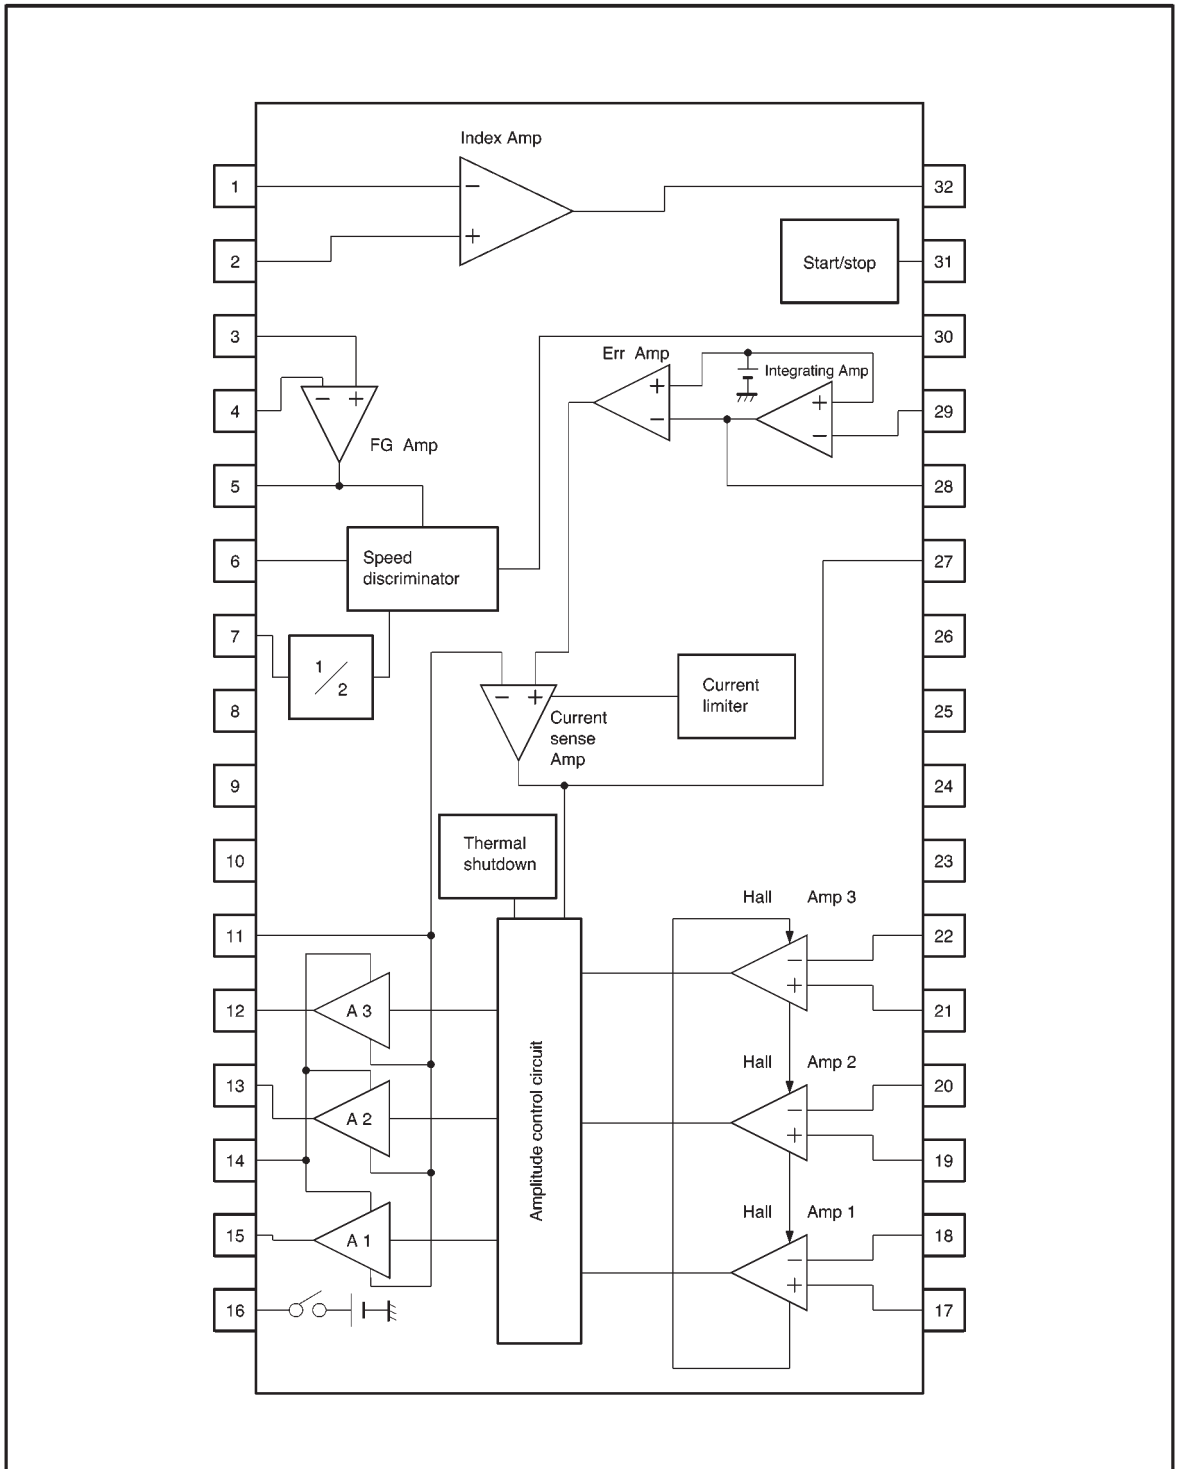 Index Amp
1
−
32
+
2
Start/stop
31
3
30
Err Amp
+
Integrating Amp
− +
+
4
−
29
−
FG Amp
5
28
6
Speed
discriminator
27
7
1/2
26
− +
Current
limiter
8
Current
sense
Amp
25
9
24
Thermal
shutdown
10
23
Hall Amp 3
11
−
22
+
12
A 3
21
Amplitude control circuit
Hall Amp 2
13
−
20
A 2
+
14
19
Hall Amp 1
15
A 1
−
18
+
16
17